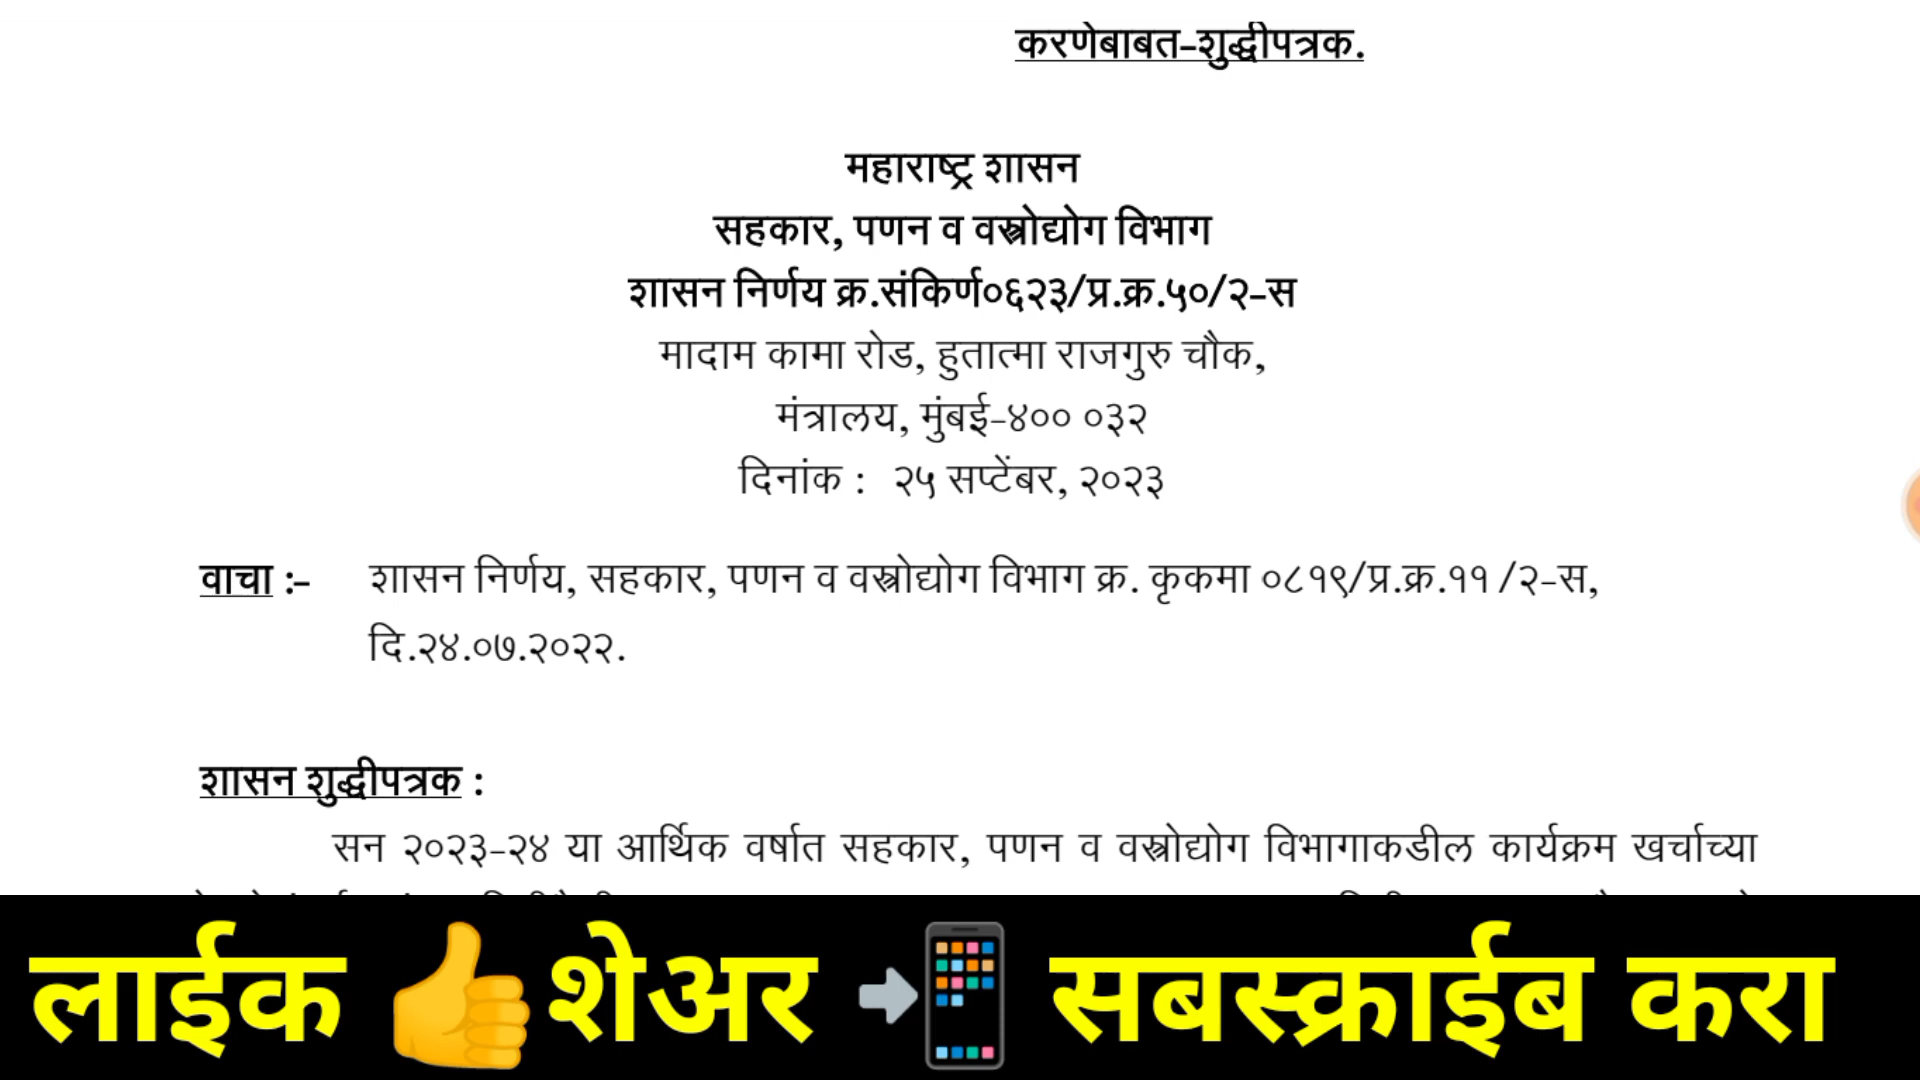 करणेबाबत-शुद्धीपत्रक.
महाराष्ट्र शासन
सहकार, पणन व वस्त्रोद्योग विभाग
शासन निर्णय क्र.संकिर्ण०६२३/प्र.क्र.५०/२-स
मादाम कामा रोड, हुतात्मा राजगुरु चौक,
मंत्रालय, मुंबई-४०० ०३२
दिनांक : २५ सप्टेंबर, २०२३
वाचा :- शासन निर्णय, सहकार, पणन व वस्त्रोद्योग विभाग क्र. कृकमा ०८१९/प्र.क्र.११ /२-स,
दि.२४.०७.२०२२.
शासन शुद्धीपत्रक :
सन २०२३-२४ या आर्थिक वर्षात सहकार, पणन व वस्त्रोद्योग विभागाकडील कार्यक्रम खर्चाच्या
लाईक 👍 शेअर 📲 सबस्क्राईब करा